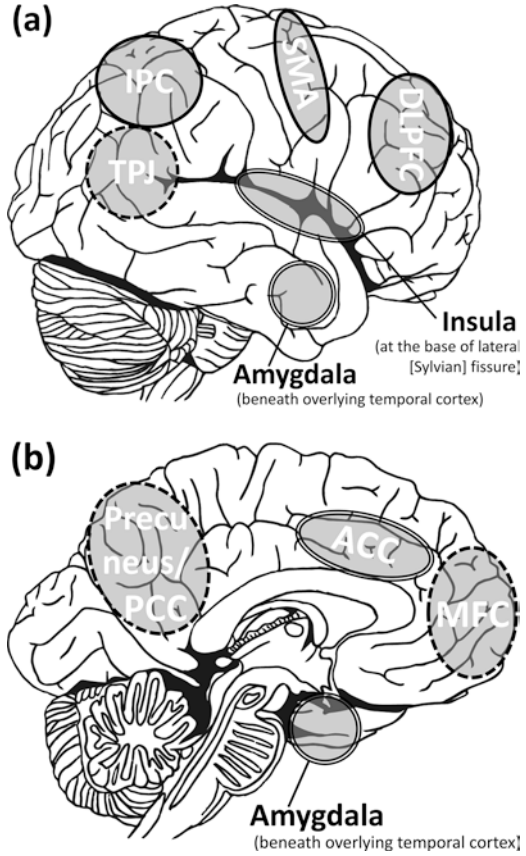 (a)
IPC
SMA
DLPFC
TPJ
Insula
(at the base of lateral
[Sylvian] fissure】
Amygdala
(beneath overlying temporal cortex)
(b)
Precu
neus/
PCC
ACC
MFC
Amygdala
(beneath overlying temporal cortex】